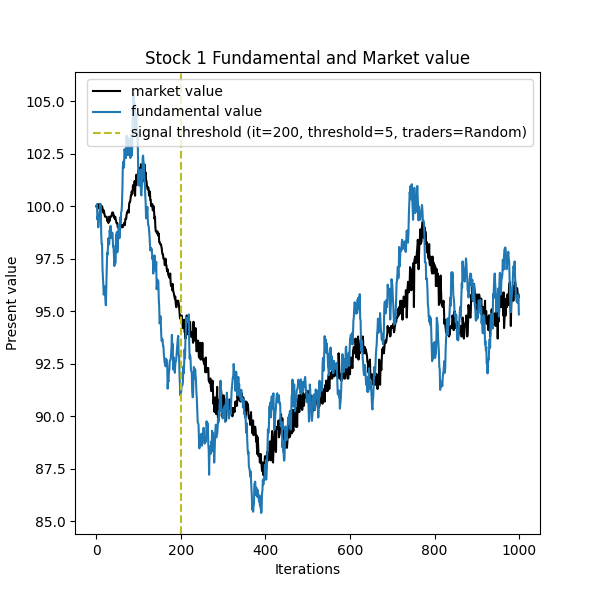 Stock 1 Fundamental and Market value
market value
fundamental value
signal threshold (it=200, threshold=5, traders=Random)
105.0
102.5
100.0
97.5
95.0
92.5
90.0
87.5
85.0
Present value
0 200 400 600 800 1000
Iterations